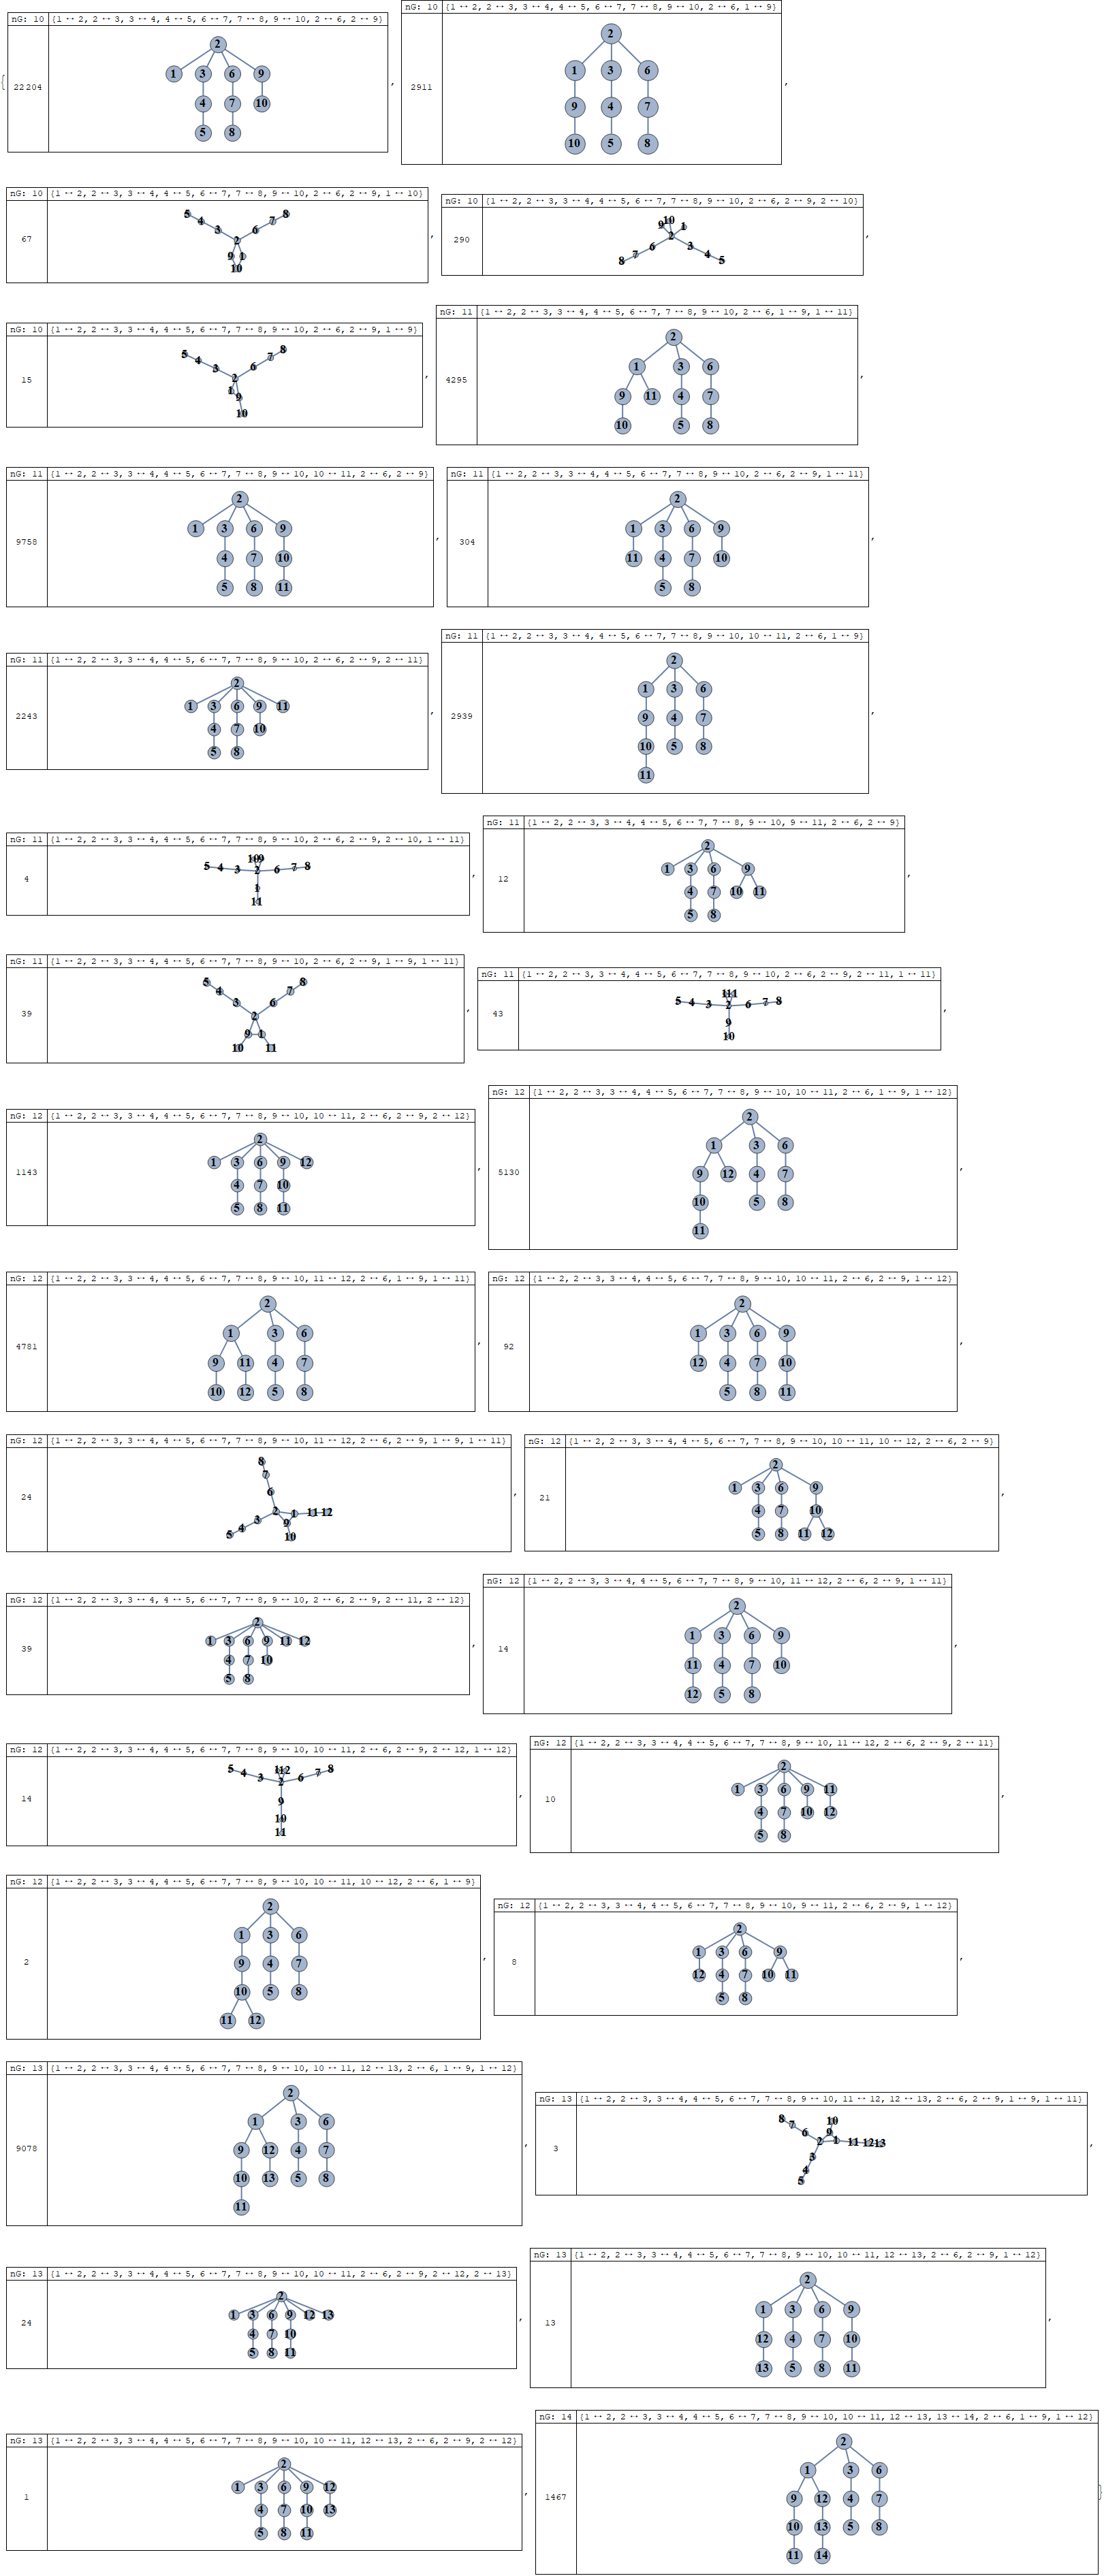 {
nG: 10 {1 ↔ 2, 2 ↔ 3, 3 ↔ 4, 4 ↔ 5, 6 ↔ 7, 7 ↔ 8, 9 ↔ 10, 2 ↔ 6, 2 ↔ 9}
22 204
2
1 3 6 9
4 7 10
5 8
,
nG: 10 {1 ↔ 2, 2 ↔ 3, 3 ↔ 4, 4 ↔ 5, 6 ↔ 7, 7 ↔ 8, 9 ↔ 10, 2 ↔ 6, 1 ↔ 9}
2911
2
1 3 6
9 4 7
10 5 8
,
nG: 10 {1 ↔ 2, 2 ↔ 3, 3 ↔ 4, 4 ↔ 5, 6 ↔ 7, 7 ↔ 8, 9 ↔ 10, 2 ↔ 6, 2 ↔ 9, 1 ↔ 10}
67
5 8
4 7
3 6
2
9 1
10
,
nG: 10 {1 ↔ 2, 2 ↔ 3, 3 ↔ 4, 4 ↔ 5, 6 ↔ 7, 7 ↔ 8, 9 ↔ 10, 2 ↔ 6, 2 ↔ 9, 2 ↔ 10}
290
10
9 1
2
6 3
7 4
8 5
,
nG: 10 {1 ↔ 2, 2 ↔ 3, 3 ↔ 4, 4 ↔ 5, 6 ↔ 7, 7 ↔ 8, 9 ↔ 10, 2 ↔ 6, 2 ↔ 9, 1 ↔ 9}
15
5 8
4 7
3 6
2
1
9
10
,
nG: 11 {1 ↔ 2, 2 ↔ 3, 3 ↔ 4, 4 ↔ 5, 6 ↔ 7, 7 ↔ 8, 9 ↔ 10, 2 ↔ 6, 1 ↔ 9, 1 ↔ 11}
4295
2
1 3 6
9 11 4 7
10 5 8
,
nG: 11 {1 ↔ 2, 2 ↔ 3, 3 ↔ 4, 4 ↔ 5, 6 ↔ 7, 7 ↔ 8, 9 ↔ 10, 10 ↔ 11, 2 ↔ 6, 2 ↔ 9}
9758
2
1 3 6 9
4 7 10
5 8 11
,
nG: 11 {1 ↔ 2, 2 ↔ 3, 3 ↔ 4, 4 ↔ 5, 6 ↔ 7, 7 ↔ 8, 9 ↔ 10, 2 ↔ 6, 2 ↔ 9, 1 ↔ 11}
304
2
1 3 6 9
11 4 7 10
5 8
,
nG: 11 {1 ↔ 2, 2 ↔ 3, 3 ↔ 4, 4 ↔ 5, 6 ↔ 7, 7 ↔ 8, 9 ↔ 10, 2 ↔ 6, 2 ↔ 9, 2 ↔ 11}
2243
2
1 3 6 9 11
4 7 10
5 8
,
nG: 11 {1 ↔ 2, 2 ↔ 3, 3 ↔ 4, 4 ↔ 5, 6 ↔ 7, 7 ↔ 8, 9 ↔ 10, 10 ↔ 11, 2 ↔ 6, 1 ↔ 9}
2939
2
1 3 6
9 4 7
10 5 8
11
,
nG: 11 {1 ↔ 2, 2 ↔ 3, 3 ↔ 4, 4 ↔ 5, 6 ↔ 7, 7 ↔ 8, 9 ↔ 10, 2 ↔ 6, 2 ↔ 9, 2 ↔ 10, 1 ↔ 11}
4
10 9
5 4 3 2 6 7 8
1
11
,
nG: 11 {1 ↔ 2, 2 ↔ 3, 3 ↔ 4, 4 ↔ 5, 6 ↔ 7, 7 ↔ 8, 9 ↔ 10, 9 ↔ 11, 2 ↔ 6, 2 ↔ 9}
12
2
1 3 6 9
4 7 10 11
5 8
,
nG: 11 {1 ↔ 2, 2 ↔ 3, 3 ↔ 4, 4 ↔ 5, 6 ↔ 7, 7 ↔ 8, 9 ↔ 10, 2 ↔ 6, 2 ↔ 9, 1 ↔ 9, 1 ↔ 11}
39
5 8
4 7
3 6
2
9 1
10 11
,
nG: 11 {1 ↔ 2, 2 ↔ 3, 3 ↔ 4, 4 ↔ 5, 6 ↔ 7, 7 ↔ 8, 9 ↔ 10, 2 ↔ 6, 2 ↔ 9, 2 ↔ 11, 1 ↔ 11}
43
11 1
5 4 3 2 6 7 8
9
10
,
nG: 12 {1 ↔ 2, 2 ↔ 3, 3 ↔ 4, 4 ↔ 5, 6 ↔ 7, 7 ↔ 8, 9 ↔ 10, 10 ↔ 11, 2 ↔ 6, 2 ↔ 9, 2 ↔ 12}
1143
2
1 3 6 9 12
4 7 10
5 8 11
,
nG: 12 {1 ↔ 2, 2 ↔ 3, 3 ↔ 4, 4 ↔ 5, 6 ↔ 7, 7 ↔ 8, 9 ↔ 10, 10 ↔ 11, 2 ↔ 6, 1 ↔ 9, 1 ↔ 12}
5130
2
1 3 6
9 12 4 7
10 5 8
11
,
nG: 12 {1 ↔ 2, 2 ↔ 3, 3 ↔ 4, 4 ↔ 5, 6 ↔ 7, 7 ↔ 8, 9 ↔ 10, 11 ↔ 12, 2 ↔ 6, 1 ↔ 9, 1 ↔ 11}
4781
2
1 3 6
9 11 4 7
10 12 5 8
,
nG: 12 {1 ↔ 2, 2 ↔ 3, 3 ↔ 4, 4 ↔ 5, 6 ↔ 7, 7 ↔ 8, 9 ↔ 10, 10 ↔ 11, 2 ↔ 6, 2 ↔ 9, 1 ↔ 12}
92
2
1 3 6 9
12 4 7 10
5 8 11
,
nG: 12 {1 ↔ 2, 2 ↔ 3, 3 ↔ 4, 4 ↔ 5, 6 ↔ 7, 7 ↔ 8, 9 ↔ 10, 11 ↔ 12, 2 ↔ 6, 2 ↔ 9, 1 ↔ 9, 1 ↔ 11}
24
8
7
6
2 1 11 12
3 9
4
5 10
,
nG: 12 {1 ↔ 2, 2 ↔ 3, 3 ↔ 4, 4 ↔ 5, 6 ↔ 7, 7 ↔ 8, 9 ↔ 10, 10 ↔ 11, 10 ↔ 12, 2 ↔ 6, 2 ↔ 9}
21
2
1 3 6 9
4 7 10
5 8 11 12
,
nG: 12 {1 ↔ 2, 2 ↔ 3, 3 ↔ 4, 4 ↔ 5, 6 ↔ 7, 7 ↔ 8, 9 ↔ 10, 2 ↔ 6, 2 ↔ 9, 2 ↔ 11, 2 ↔ 12}
39
2
1 3 6 9 11 12
4 7 10
5 8
,
nG: 12 {1 ↔ 2, 2 ↔ 3, 3 ↔ 4, 4 ↔ 5, 6 ↔ 7, 7 ↔ 8, 9 ↔ 10, 11 ↔ 12, 2 ↔ 6, 2 ↔ 9, 1 ↔ 11}
14
2
1 3 6 9
11 4 7 10
12 5 8
,
nG: 12 {1 ↔ 2, 2 ↔ 3, 3 ↔ 4, 4 ↔ 5, 6 ↔ 7, 7 ↔ 8, 9 ↔ 10, 10 ↔ 11, 2 ↔ 6, 2 ↔ 9, 2 ↔ 12, 1 ↔ 12}
14
5 4 3 1 12 2 6 7 8
9
10
11
,
nG: 12 {1 ↔ 2, 2 ↔ 3, 3 ↔ 4, 4 ↔ 5, 6 ↔ 7, 7 ↔ 8, 9 ↔ 10, 11 ↔ 12, 2 ↔ 6, 2 ↔ 9, 2 ↔ 11}
10
2
1 3 6 9 11
4 7 10 12
5 8
,
nG: 12 {1 ↔ 2, 2 ↔ 3, 3 ↔ 4, 4 ↔ 5, 6 ↔ 7, 7 ↔ 8, 9 ↔ 10, 10 ↔ 11, 10 ↔ 12, 2 ↔ 6, 1 ↔ 9}
2
2
1 3 6
9 4 7
10 5 8
11 12
,
nG: 12 {1 ↔ 2, 2 ↔ 3, 3 ↔ 4, 4 ↔ 5, 6 ↔ 7, 7 ↔ 8, 9 ↔ 10, 9 ↔ 11, 2 ↔ 6, 2 ↔ 9, 1 ↔ 12}
8
2
1 3 6 9
12 4 7 10 11
5 8
,
nG: 13 {1 ↔ 2, 2 ↔ 3, 3 ↔ 4, 4 ↔ 5, 6 ↔ 7, 7 ↔ 8, 9 ↔ 10, 10 ↔ 11, 12 ↔ 13, 2 ↔ 6, 1 ↔ 9, 1 ↔ 12}
9078
2
1 3 6
9 12 4 7
10 13 5 8
11
,
nG: 13 {1 ↔ 2, 2 ↔ 3, 3 ↔ 4, 4 ↔ 5, 6 ↔ 7, 7 ↔ 8, 9 ↔ 10, 11 ↔ 12, 12 ↔ 13, 2 ↔ 6, 2 ↔ 9, 1 ↔ 9, 1 ↔ 11}
3
8 7 10
6 9
2 1 11 12 13
3
4
5
,
nG: 13 {1 ↔ 2, 2 ↔ 3, 3 ↔ 4, 4 ↔ 5, 6 ↔ 7, 7 ↔ 8, 9 ↔ 10, 10 ↔ 11, 2 ↔ 6, 2 ↔ 9, 2 ↔ 12, 2 ↔ 13}
24
2
1 3 6 9 12 13
4 7 10
5 8 11
,
nG: 13 {1 ↔ 2, 2 ↔ 3, 3 ↔ 4, 4 ↔ 5, 6 ↔ 7, 7 ↔ 8, 9 ↔ 10, 10 ↔ 11, 12 ↔ 13, 2 ↔ 6, 2 ↔ 9, 1 ↔ 12}
13
2
1 3 6 9
12 4 7 10
13 5 8 11
,
nG: 13 {1 ↔ 2, 2 ↔ 3, 3 ↔ 4, 4 ↔ 5, 6 ↔ 7, 7 ↔ 8, 9 ↔ 10, 10 ↔ 11, 12 ↔ 13, 2 ↔ 6, 2 ↔ 9, 2 ↔ 12}
1
2
1 3 6 9 12
4 7 10 13
5 8 11
,
nG: 14 {1 ↔ 2, 2 ↔ 3, 3 ↔ 4, 4 ↔ 5, 6 ↔ 7, 7 ↔ 8, 9 ↔ 10, 10 ↔ 11, 12 ↔ 13, 13 ↔ 14, 2 ↔ 6, 1 ↔ 9, 1 ↔ 12}
1467
2
1 3 6
9 12 4 7
10 13 5 8
11 14
}